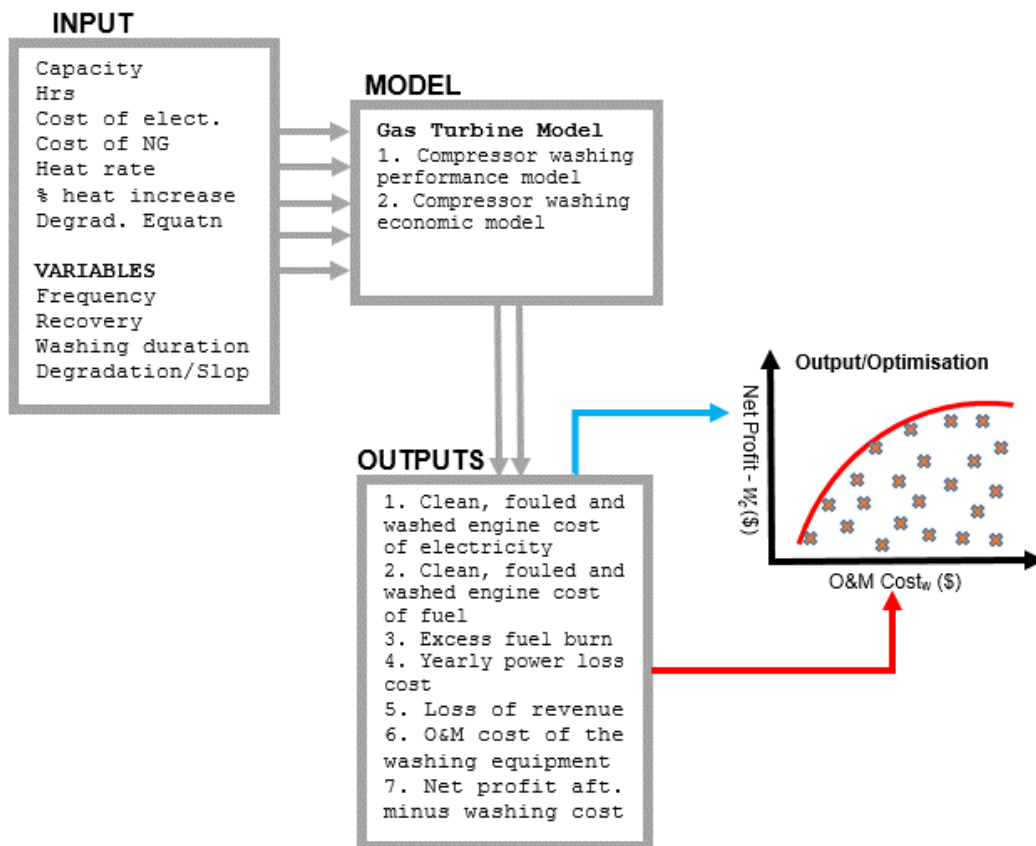 INPUT
Capacity
Hrs
Cost of elect.
Cost of NG
Heat rate
% heat increase
Degrad. Equatn
VARIABLES
Frequency
Recovery
Washing duration
Degradation/Slop
MODEL
Gas Turbine Model
1. Compressor washing
performance model
2. Compressor washing
economic model
OUTPUTS
1. Clean, fouled and
washed engine cost
of electricity
2. Clean, fouled and
washed engine cost
of fuel
3. Excess fuel burn
4. Yearly power loss
cost
5. Loss of revenue
6. O&M cost of the
washing equipment
7. Net profit aft.
minus washing cost
Output/Optimisation
Net Profit - Wc ($)
O&M Costw ($)